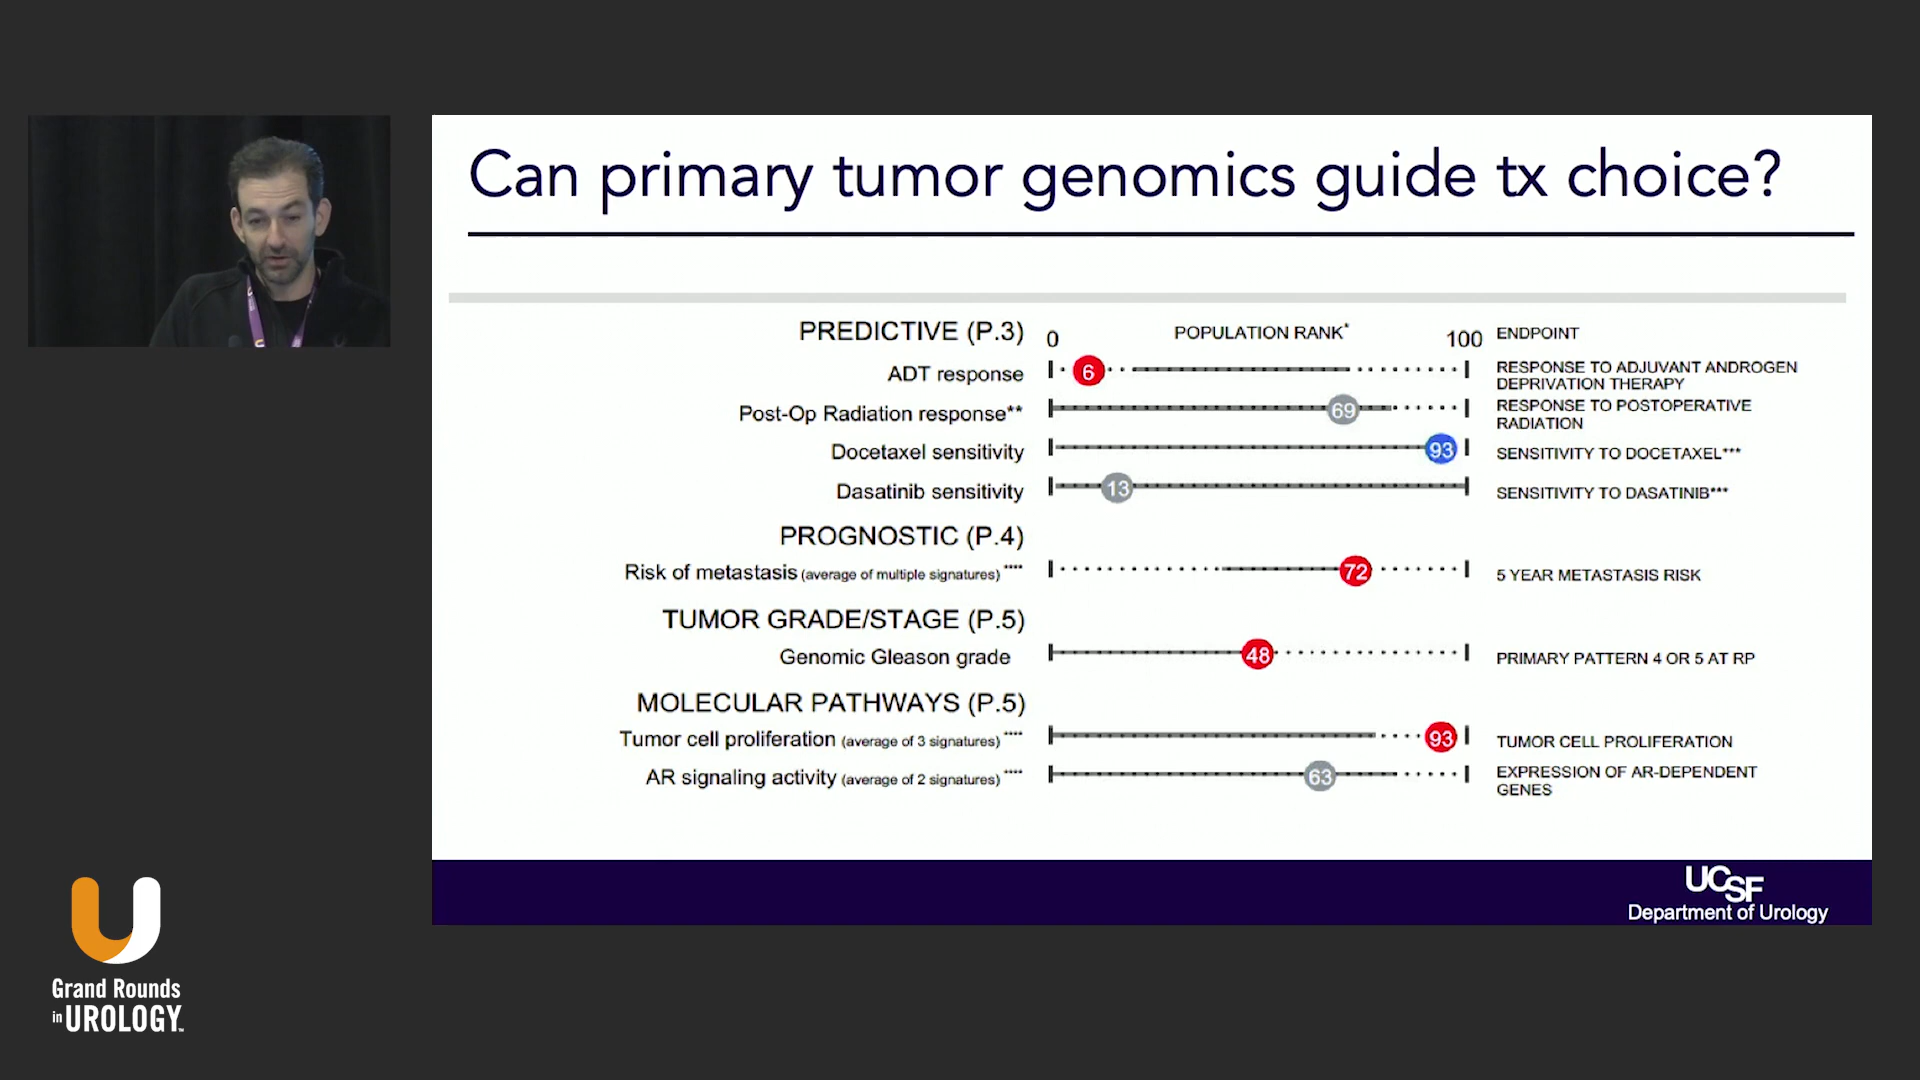 Can primary tumor genomics guide tx choice?
PREDICTIVE (P.3) 0 POPULATION RANK* 100 ENDPOINT
ADT response 6 RESPONSE TO ADJUVANT ANDROGEN
DEPRIVATION THERAPY
Post-Op Radiation response** 69 RESPONSE TO POSTOPERATIVE
RADIATION
Docetaxel sensitivity 93 SENSITIVITY TO DOCETAXEL***
Dasatinib sensitivity 13 SENSITIVITY TO DASATINIB***
PROGNOSTIC (P.4)
Risk of metastasis (average of multiple signatures) **** 72 5 YEAR METASTASIS RISK
TUMOR GRADE/STAGE (P.5)
Genomic Gleason grade 48 PRIMARY PATTERN 4 OR 5 AT RP
MOLECULAR PATHWAYS (P.5)
Tumor cell proliferation (average of 3 signatures) **** 93 TUMOR CELL PROLIFERATION
AR signaling activity (average of 2 signatures) **** 63 EXPRESSION OF AR-DEPENDENT
GENES
UCSF
Department of Urology
Grand Rounds
in UROLOGY™